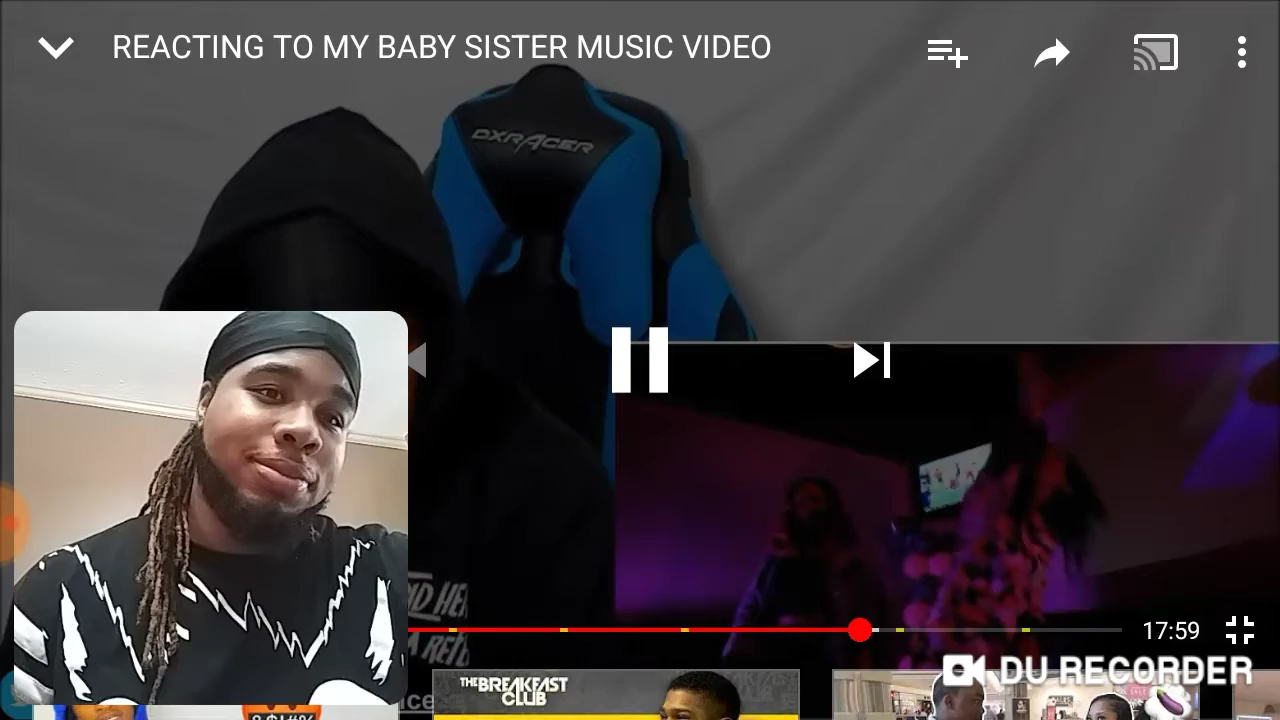 REACTING TO MY BABY SISTER MUSIC VIDEO
DXRACER
17:59
DU RECORDER
THE BREAKFAST
CLUB